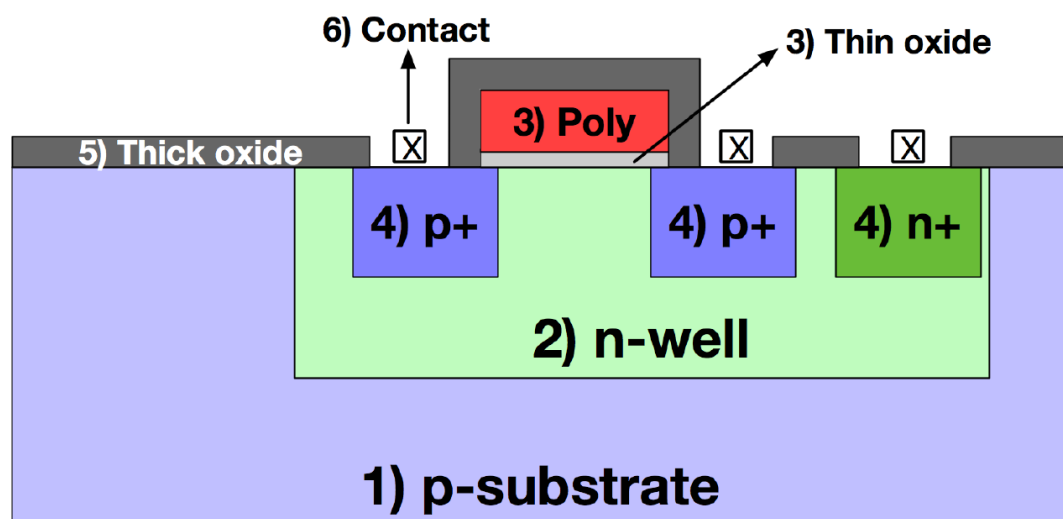 6) Contact
3) Thin oxide
3) Poly
5) Thick oxide
X
X
X
4) p+
4) p+
4) n+
2) n-well
1) p-substrate